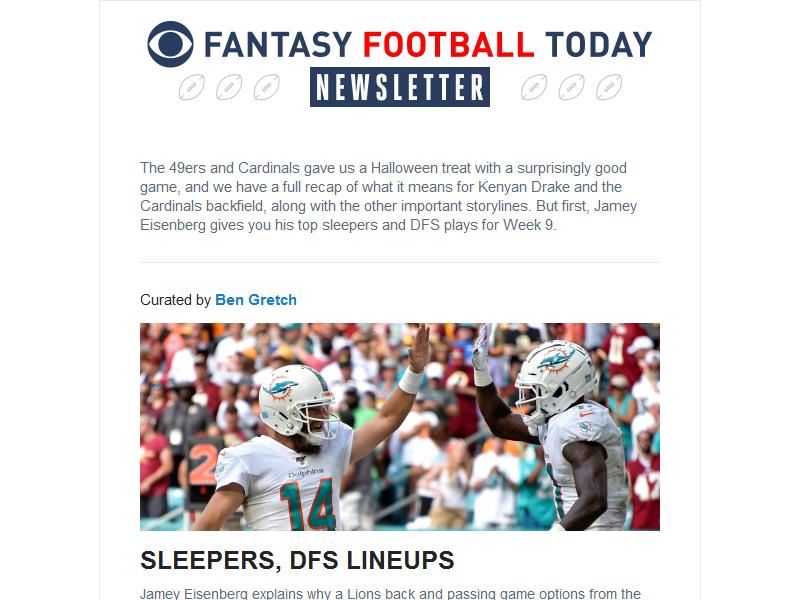 FANTASY FOOTBALL TODAY
NEWSLETTER
The 49ers and Cardinals gave us a Halloween treat with a surprisingly good
game, and we have a full recap of what it means for Kenyan Drake and the
Cardinals backfield, along with the other important storylines. But first, Jamey
Eisenberg gives you his top sleepers and DFS plays for Week 9.
Curated by Ben Gretch
11
2
Dolphins
14
47
SLEEPERS, DFS LINEUPS
Jamey Eisenberg explains why a Lions back and passing game options from the